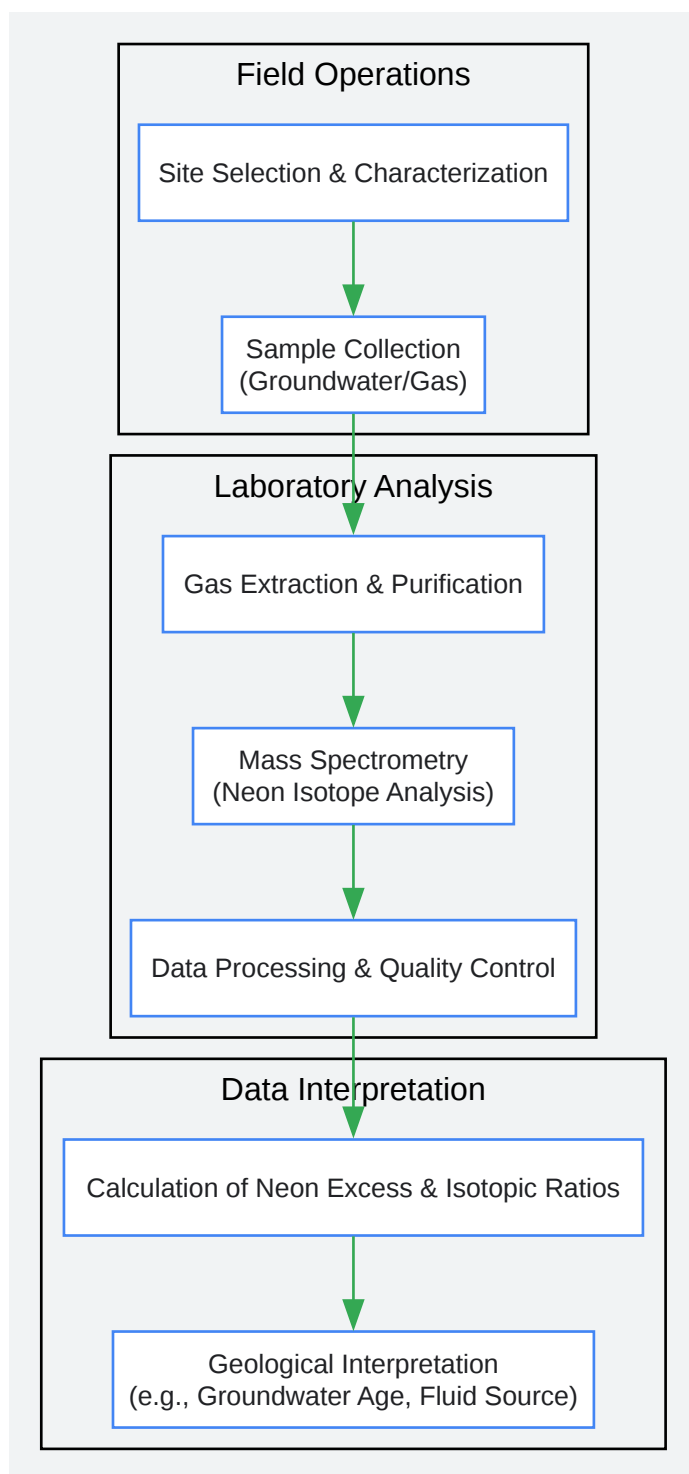 Field Operations
Site Selection & Characterization
Sample Collection
(Groundwater/Gas)
Laboratory Analysis
Gas Extraction & Purification
Mass Spectrometry
(Neon Isotope Analysis)
Data Processing & Quality Control
Data Interpretation
Calculation of Neon Excess & Isotopic Ratios
Geological Interpretation
(e.g., Groundwater Age, Fluid Source)